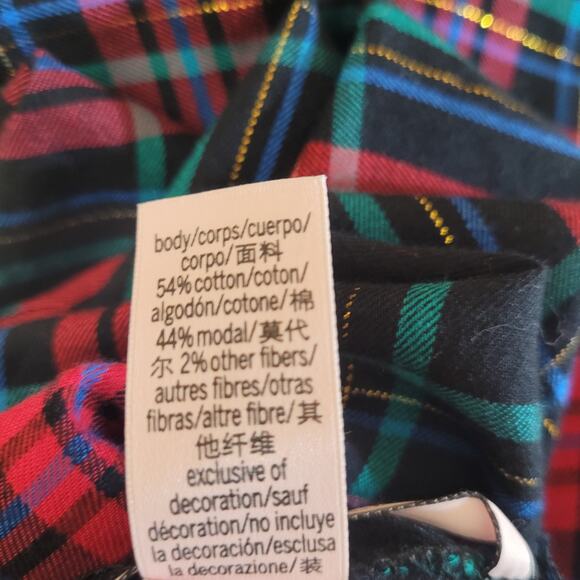 body/corps/cuerpo/
corpo/面料
54% cotton/coton/
algodón/cotone/棉
44% modal/莫代
尔 2% other fibers/
autres fibres/otras
fibras/altre fibre/其
他纤维
exclusive of
decoration/sauf
décoration/no incluye
la decoración/esclusa
la decorazione/装